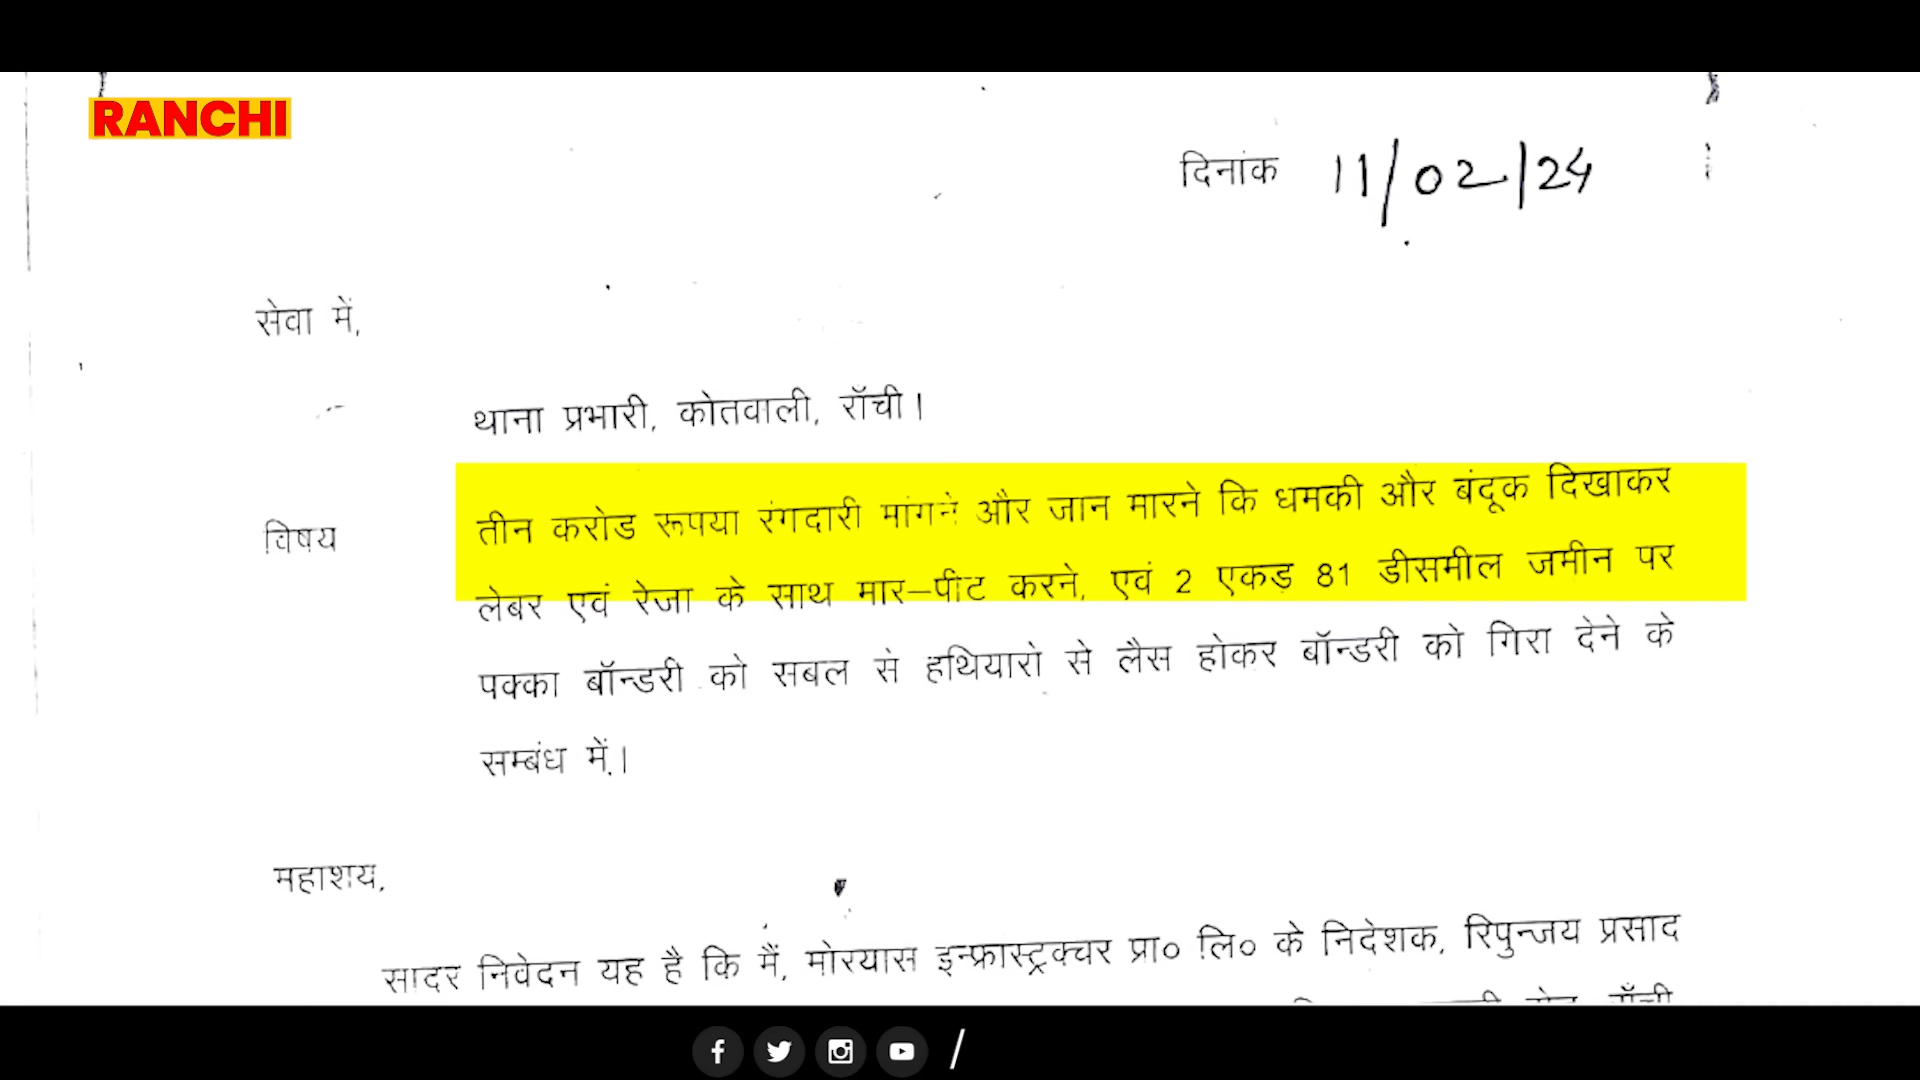 RANCHI
दिनांक 11/02/24
सेवा में,
थाना प्रभारी, कोतवाली, राँची।
विषय
तीन करोड रूपया रंगदारी मांगने और जान मारने कि धमकी और बंदूक दिखाकर
लेबर एवं रेजा के साथ मार-पीट करने, एवं 2 एकड़ 81 डीसमील जमीन पर
पक्का बॉन्डरी को सबल से हथियारो से लैस होकर बॉन्डरी को गिरा देने के
सम्बंध में।
महाशय,
सादर निवेदन यह है कि मैं, मोरयास इन्फ्रास्ट्रक्चर प्रा० लि० के निदेशक, रिपुन्जय प्रसाद
/